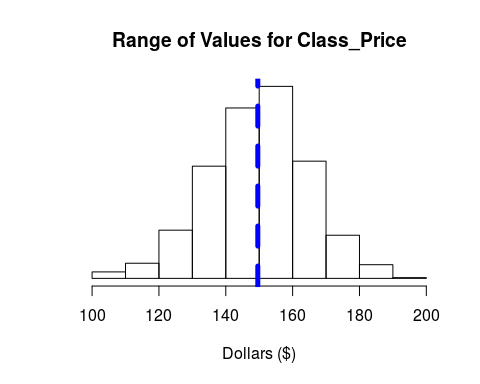 Range of Values for Class_Price
100 120 140 160 180 200
Dollars ($)